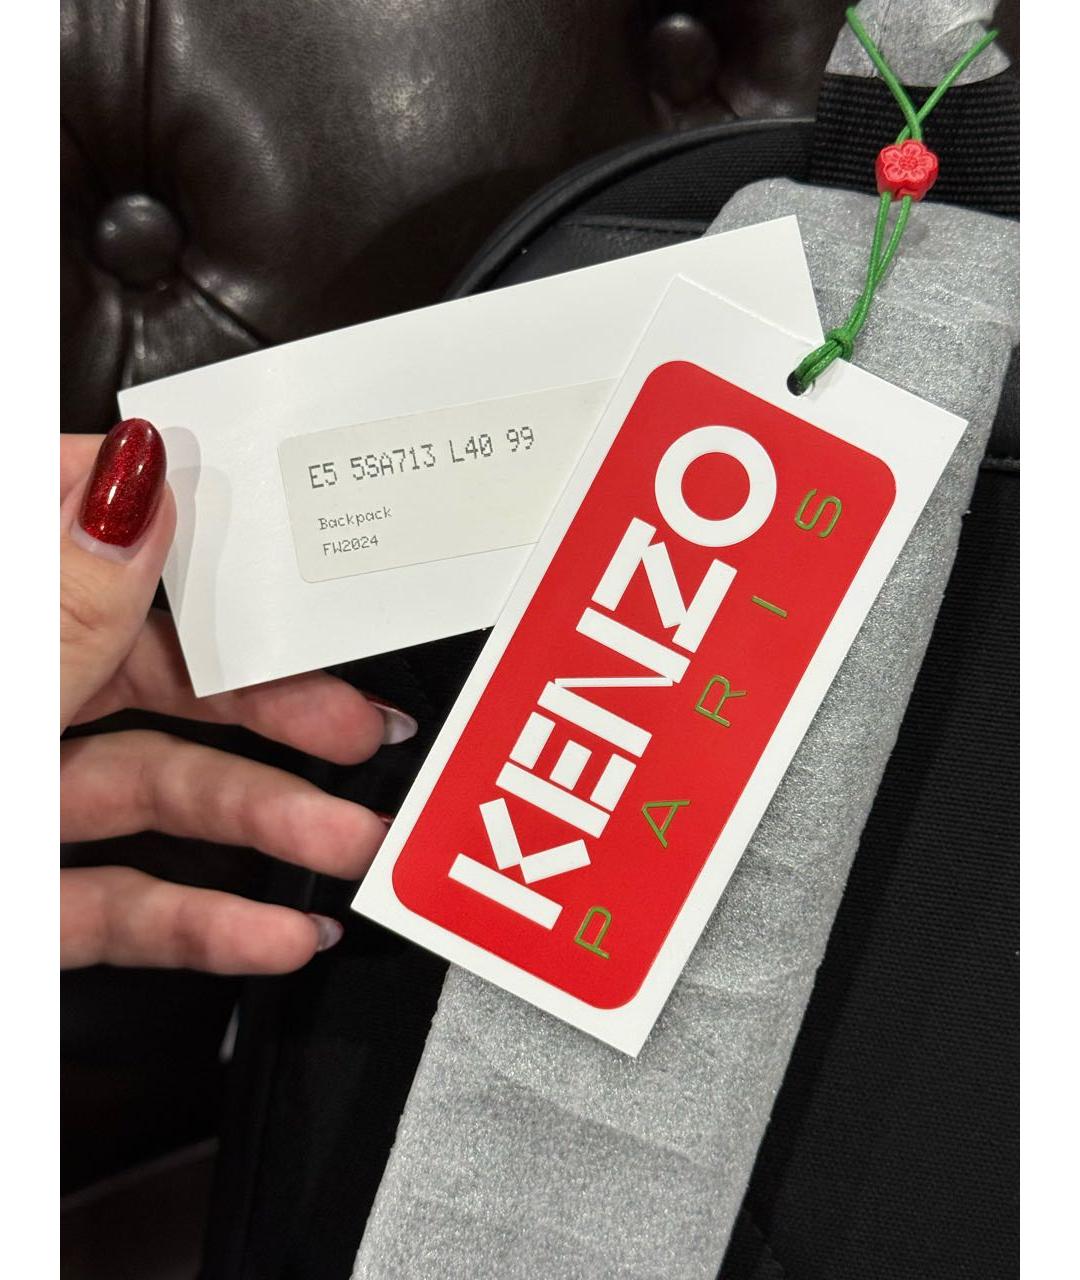 E5 5SA713 L40 99
Backpack
FW2024
KENZO
PARIS